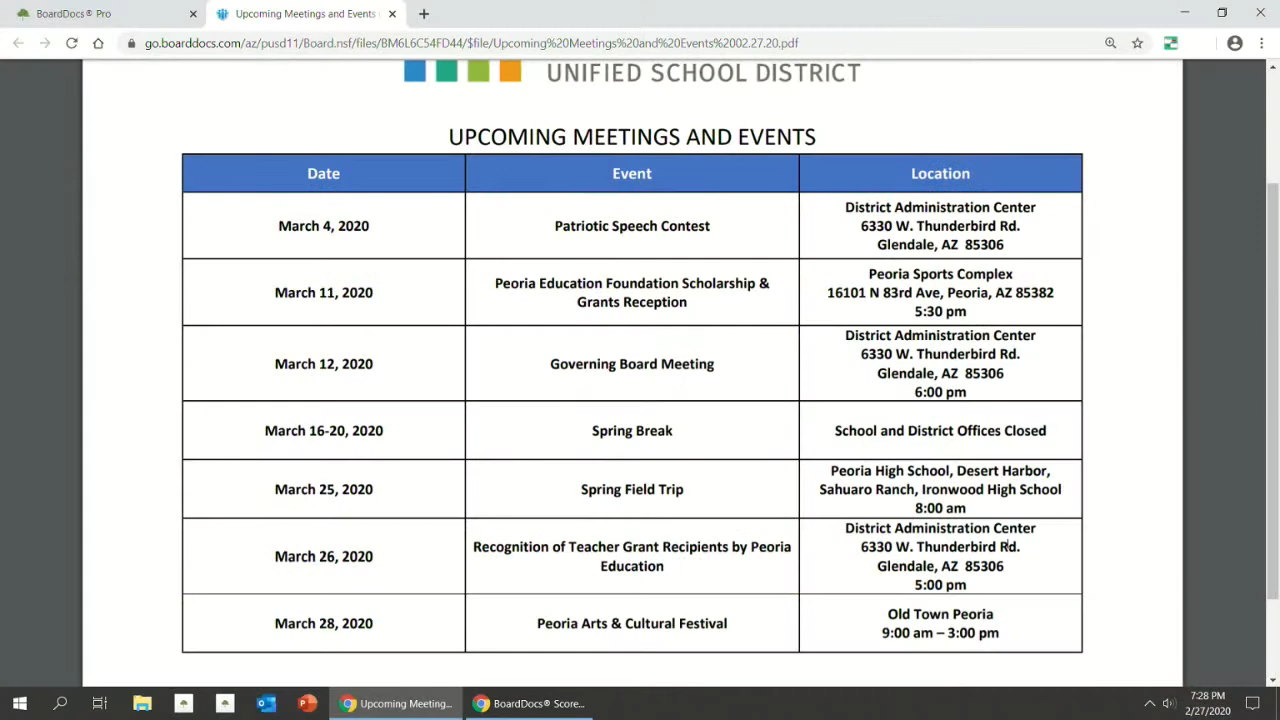 BoardDocs® Pro
Upcoming Meetings and Events
go.boarddocs.com/az/pusd11/Board.nsf/files/BM6L6C54FD44/$file/Upcoming%20Meetings%20and%20Events%2002.27.20.pdf
UNIFIED SCHOOL DISTRICT
UPCOMING MEETINGS AND EVENTS
Date Event Location
March 4, 2020
Patriotic Speech Contest
District Administration Center
6330 W. Thunderbird Rd.
Glendale, AZ 85306
March 11, 2020
Peoria Education Foundation Scholarship &
Grants Reception
Peoria Sports Complex
16101 N 83rd Ave, Peoria, AZ 85382
5:30 pm
March 12, 2020
Governing Board Meeting
District Administration Center
6330 W. Thunderbird Rd.
Glendale, AZ 85306
6:00 pm
March 16-20, 2020
Spring Break
School and District Offices Closed
March 25, 2020
Spring Field Trip
Peoria High School, Desert Harbor,
Sahuaro Ranch, Ironwood High School
8:00 am
March 26, 2020
Recognition of Teacher Grant Recipients by Peoria
Education
District Administration Center
6330 W. Thunderbird Rd.
Glendale, AZ 85306
5:00 pm
March 28, 2020
Peoria Arts & Cultural Festival
Old Town Peoria
9:00 am – 3:00 pm
Upcoming Meeting...
BoardDocs® Score...
7:28 PM
2/27/2020